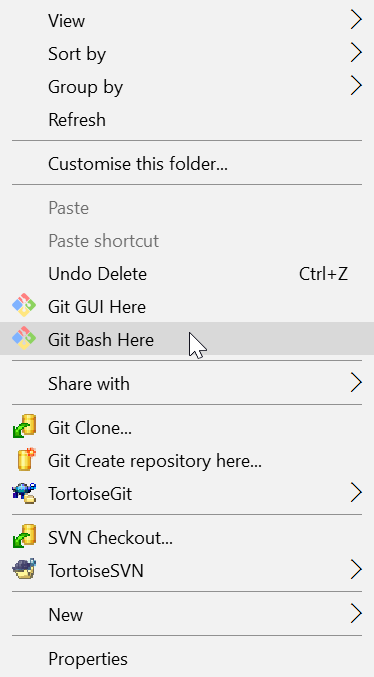 View
Sort by
Group by
Refresh
Customise this folder...
Paste
Paste shortcut
Undo Delete Ctrl+Z
Git GUI Here
Git Bash Here
Share with
Git Clone...
Git Create repository here...
TortoiseGit
SVN Checkout...
TortoiseSVN
New
Properties